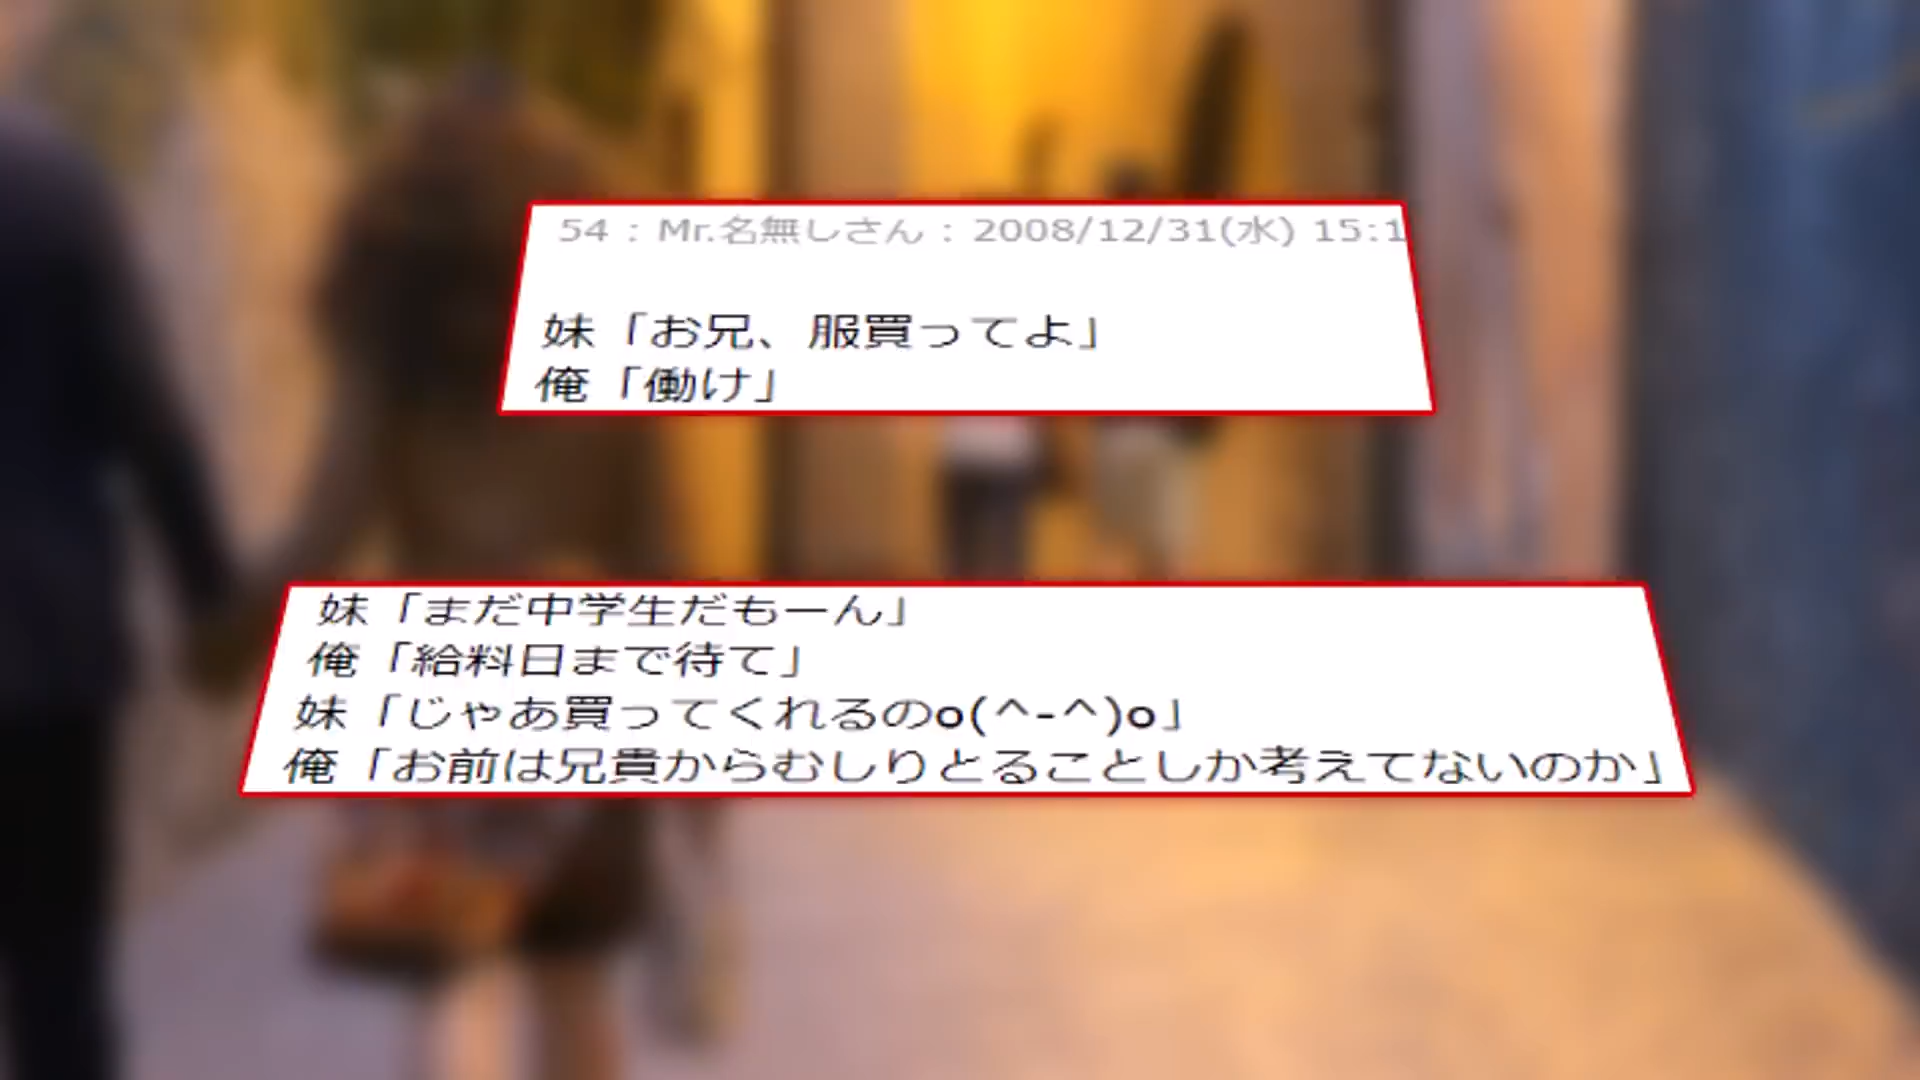 54 : Mr.名無しさん : 2008/12/31(水) 15:1
妹「お兄、服買ってよ」
俺「働け」
妹「まだ中学生だもーん」
俺「給料日まで待て」
妹「じゃあ買ってくれるのo(^-^)o」
俺「お前は兄貴からむしりとることしか考えてないのか」